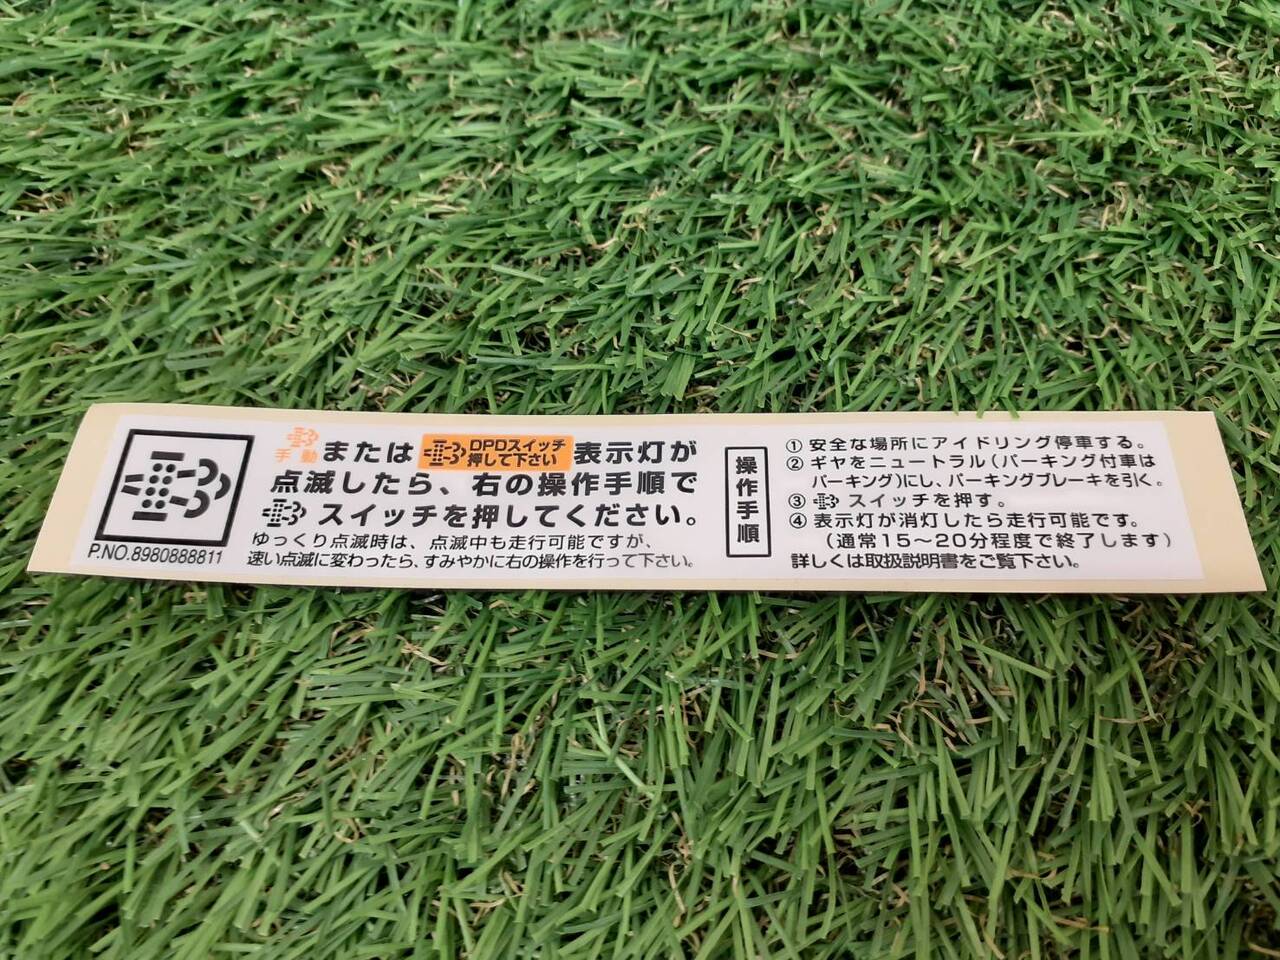 手動 または DPDスイッチ押して下さい 表示灯が
点滅したら、右の操作手順で
スイッチを押してください。
ゆっくり点滅時は、点滅中も走行可能ですが、
速い点滅に変わったら、すみやかに右の操作を行って下さい。
P.NO.8980888811
操作手順
①安全な場所にアイドリング停車する。
②ギヤをニュートラル(パーキング付車は
パーキング)にし、パーキングブレーキを引く。
③ スイッチを押す。
④表示灯が消灯したら走行可能です。
(通常15〜20分程度で終了します)
詳しくは取扱説明書をご覧下さい。